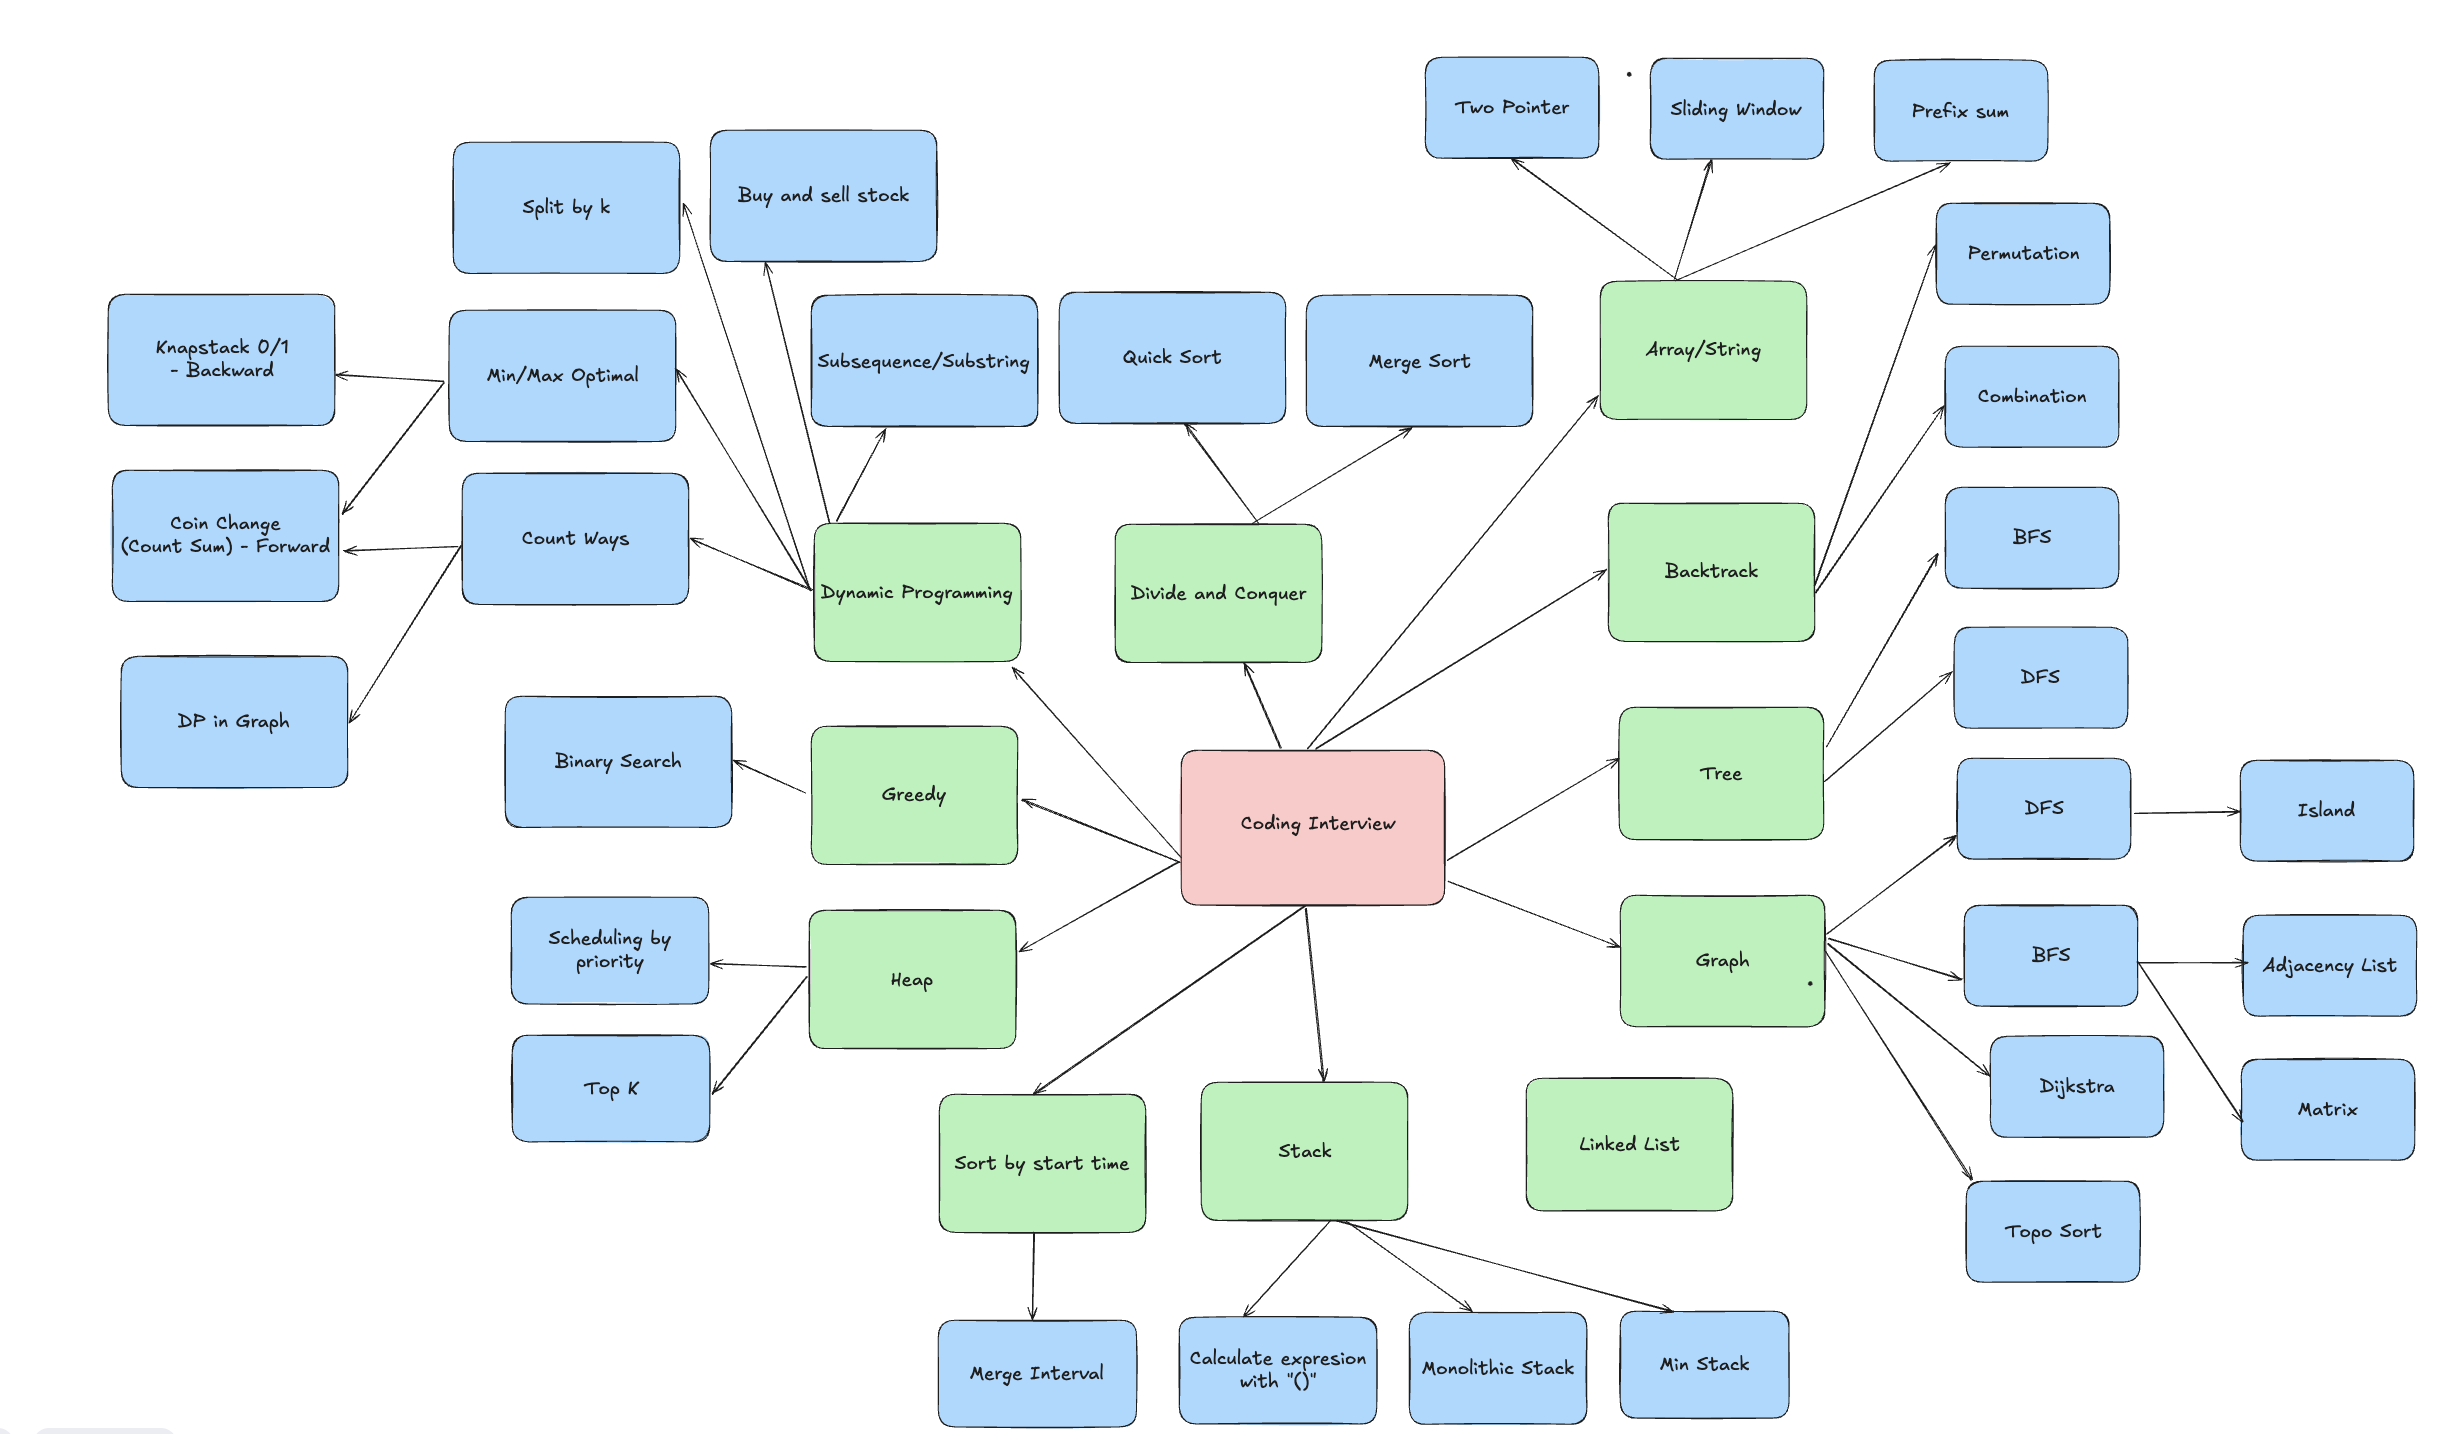 Two Pointer
Sliding Window
Prefix sum
Split by k
Buy and sell stock
Permutation
Knapstack 0/1
- Backward
Min/Max Optimal
Subsequence/Substring
Quick Sort
Merge Sort
Array/String
Combination
Coin Change
(Count Sum) - Forward
Count Ways
Dynamic Programming
Divide and Conquer
Backtrack
BFS
DFS
DP in Graph
Binary Search
Greedy
Coding Interview
Tree
DFS
Island
Scheduling by
priority
Heap
Graph
BFS
Adjacency List
Top K
Dijkstra
Matrix
Sort by start time
Stack
Linked List
Topo Sort
Merge Interval
Calculate expresion
with "()"
Monolithic Stack
Min Stack